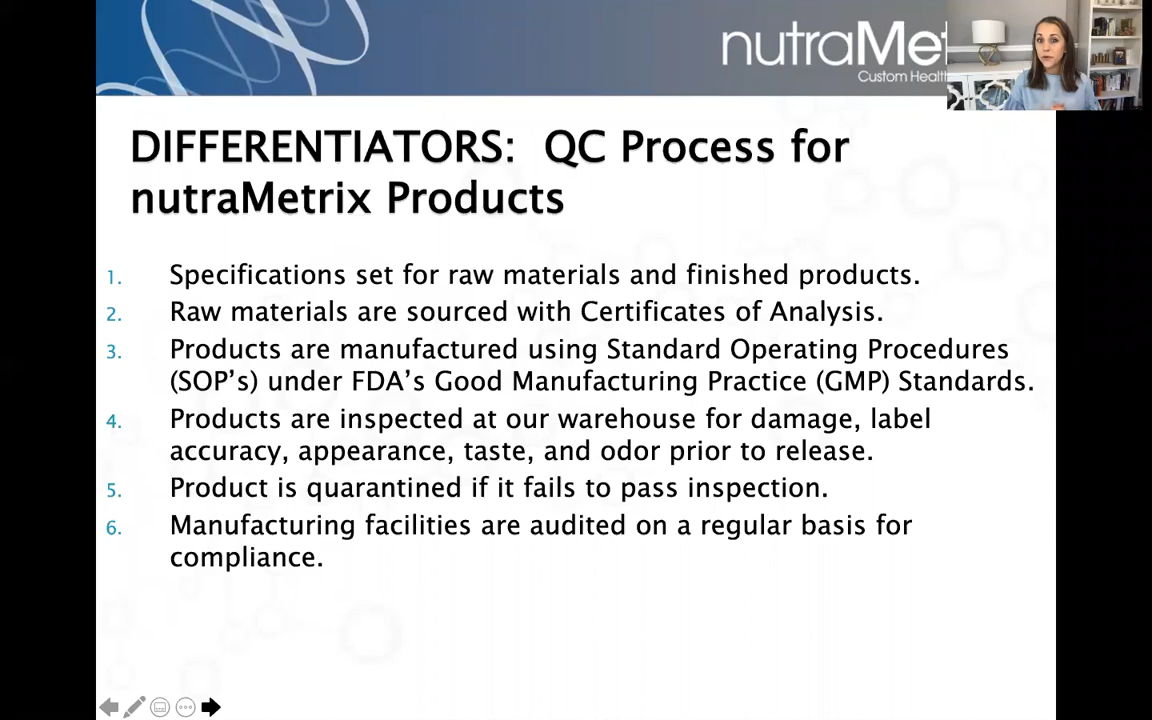 nutraMet
Custom Health
DIFFERENTIATORS: QC Process for
nutraMetrix Products
1. Specifications set for raw materials and finished products.
2. Raw materials are sourced with Certificates of Analysis.
3. Products are manufactured using Standard Operating Procedures
(SOP’s) under FDA’s Good Manufacturing Practice (GMP) Standards.
4. Products are inspected at our warehouse for damage, label
accuracy, appearance, taste, and odor prior to release.
5. Product is quarantined if it fails to pass inspection.
6. Manufacturing facilities are audited on a regular basis for
compliance.